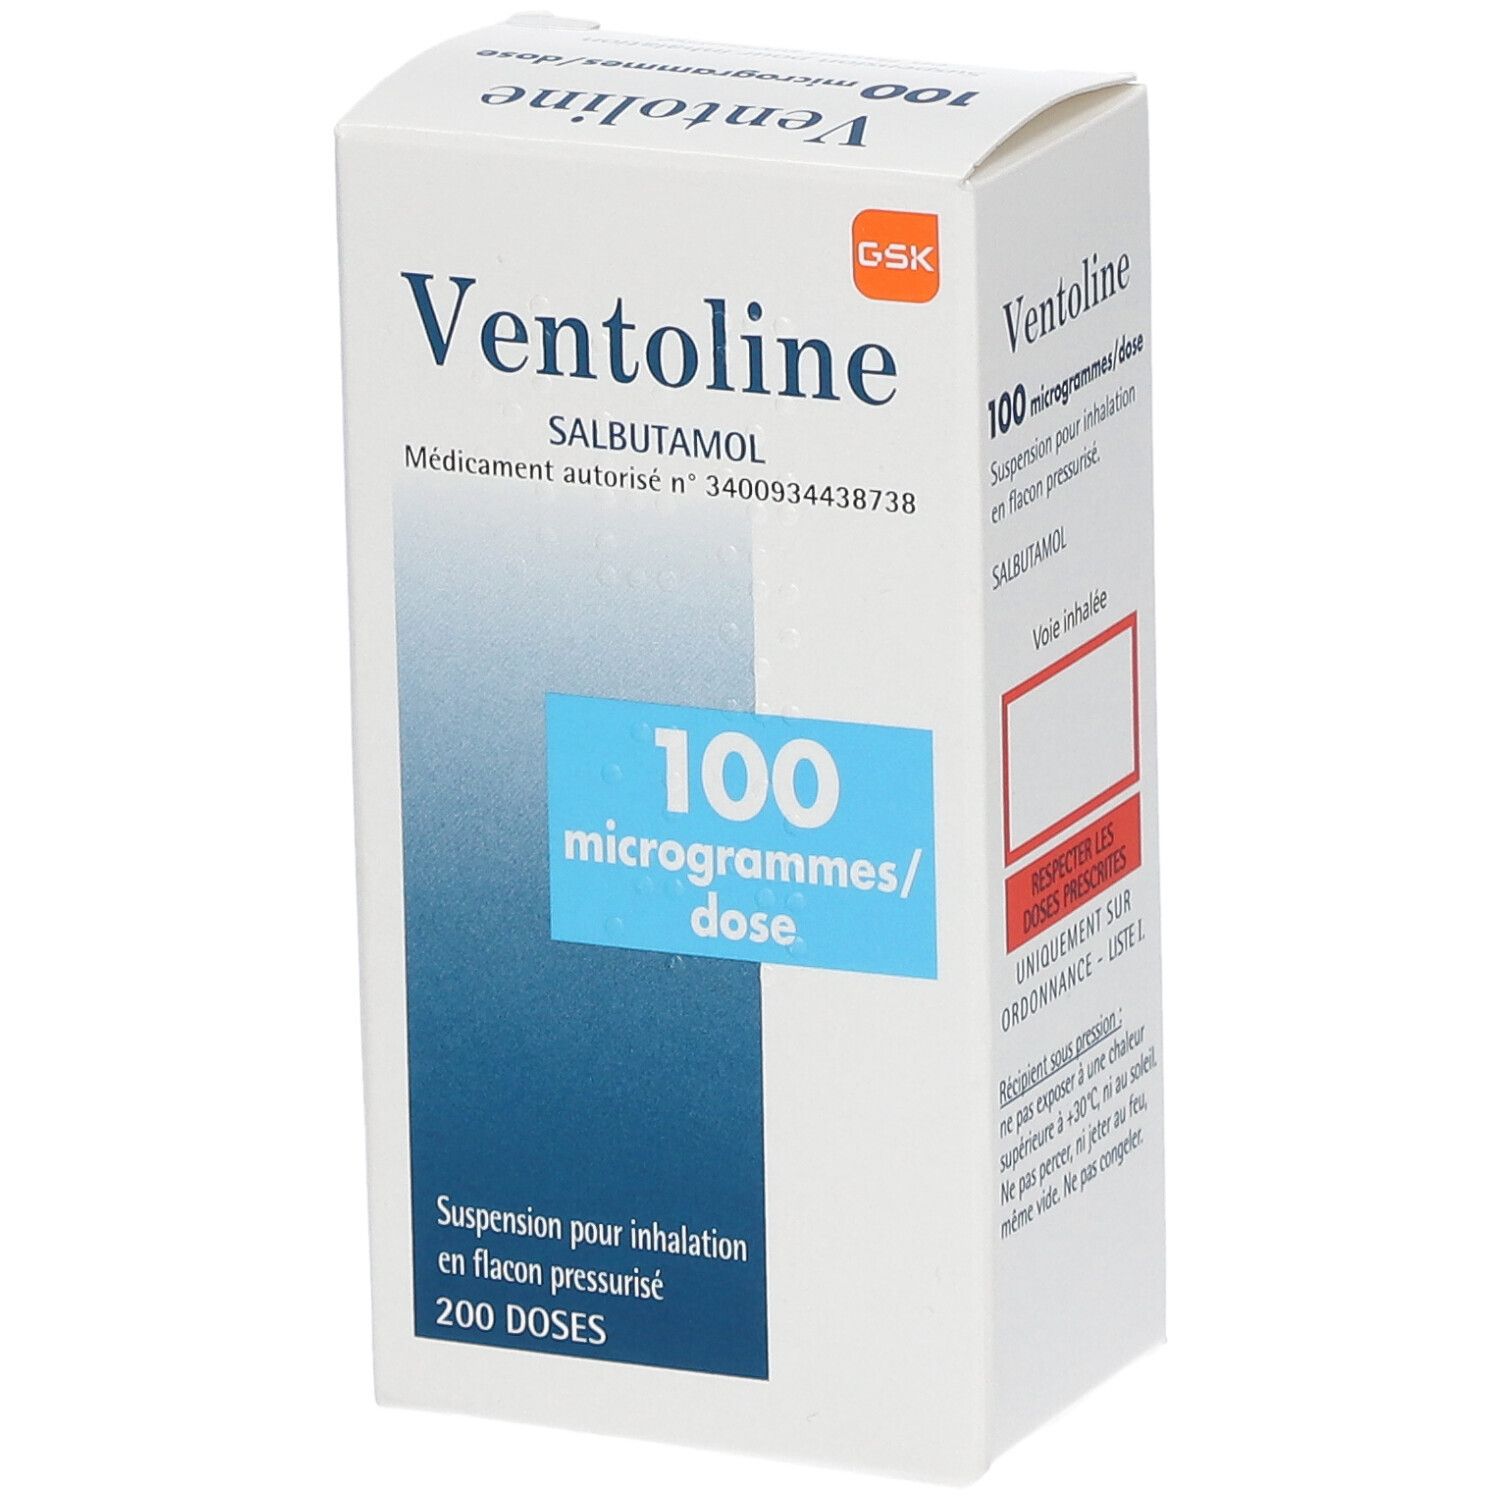 Ventoline
100 microgrammes/dose
suspension pour inhalation
GSK
Ventoline
SALBUTAMOL
Médicament autorisé n° 3400934438738
100
microgrammes/
dose
Suspension pour inhalation
en flacon pressurisé
200 DOSES
Ventoline
100 microgrammes/dose
Suspension pour inhalation
en flacon pressurisé.
SALBUTAMOL
Voie inhalée
RESPECTER LES
DOSES PRESCRITES
UNIQUEMENT SUR
ORDONNANCE - LISTE I.
Récipient sous pression :
ne pas exposer à une chaleur
supérieure à +30°C, ni au soleil.
Ne pas percer, ni jeter au feu,
même vide. Ne pas congeler.